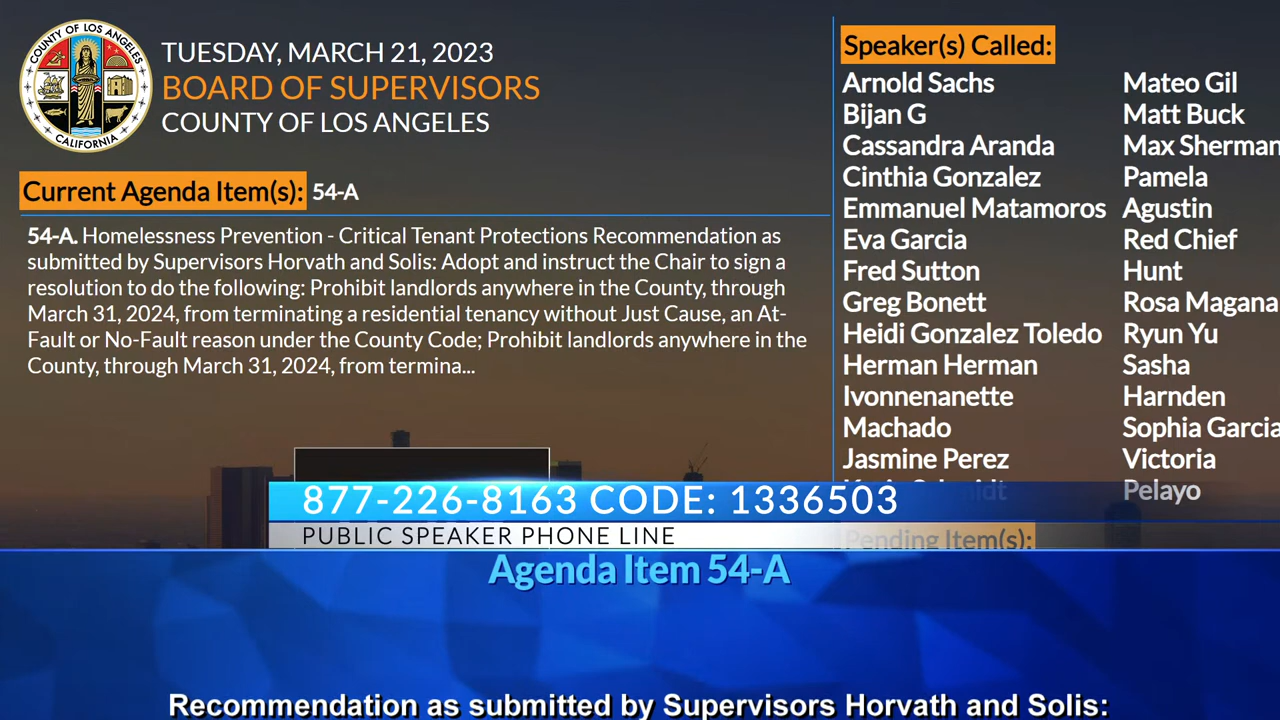 COUNTY OF LOS ANGELES
CALIFORNIA
TUESDAY, MARCH 21, 2023
BOARD OF SUPERVISORS
COUNTY OF LOS ANGELES
Current Agenda Item(s): 54-A
54-A. Homelessness Prevention - Critical Tenant Protections Recommendation as
submitted by Supervisors Horvath and Solis: Adopt and instruct the Chair to sign a
resolution to do the following: Prohibit landlords anywhere in the County, through
March 31, 2024, from terminating a residential tenancy without Just Cause, an At-
Fault or No-Fault reason under the County Code; Prohibit landlords anywhere in the
County, through March 31, 2024, from termina...
Speaker(s) Called:
Arnold Sachs
Bijan G
Cassandra Aranda
Cinthia Gonzalez
Emmanuel Matamoros
Eva Garcia
Fred Sutton
Greg Bonett
Heidi Gonzalez Toledo
Herman Herman
Ivonnenanette
Machado
Jasmine Perez
Mateo Gil
Matt Buck
Max Sherman
Pamela
Agustin
Red Chief
Hunt
Rosa Magana
Ryun Yu
Sasha
Harnden
Sophia Garcia
Victoria
Pelayo
Pending Item(s):
877-226-8163 CODE: 1336503
PUBLIC SPEAKER PHONE LINE
Agenda Item 54-A
Recommendation as submitted by Supervisors Horvath and Solis: